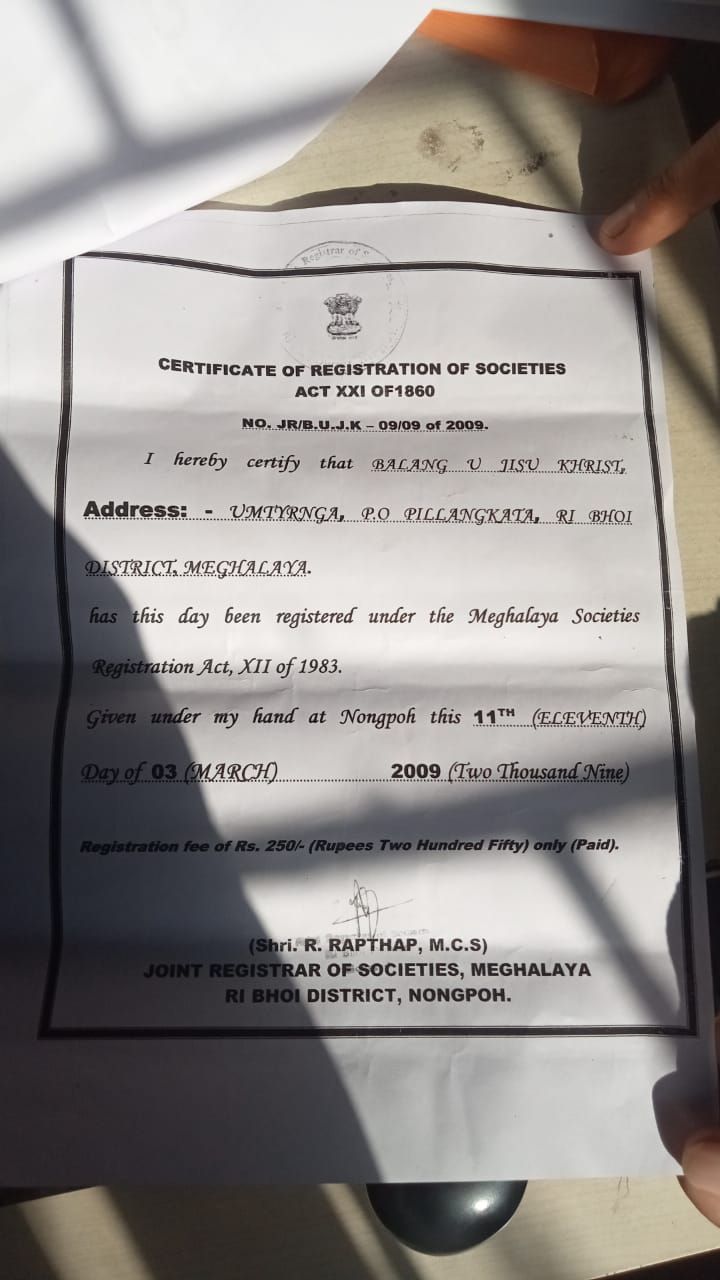 Registrar of S
CERTIFICATE OF REGISTRATION OF SOCIETIES
ACT XXI OF1860
NO. JR/B.U.J.K – 09/09 of 2009.
I hereby certify that BALANG U JISU KHRIST,
Address: - UMTYRNGA, P.O PILLANGKATA, RI BHOI
DISTRICT, MEGHALAYA.
has this day been registered under the Meghalaya Societies
Registration Act, XII of 1983.
Given under my hand at Nongpoh this 11TH (ELEVENTH)
Day of 03 (MARCH)..........................2009 (Two Thousand Nine)
Registration fee of Rs. 250/- (Rupees Two Hundred Fifty) only (Paid).
(Shri. R. RAPTHAP, M.C.S)
JOINT REGISTRAR OF SOCIETIES, MEGHALAYA
RI BHOI DISTRICT, NONGPOH.